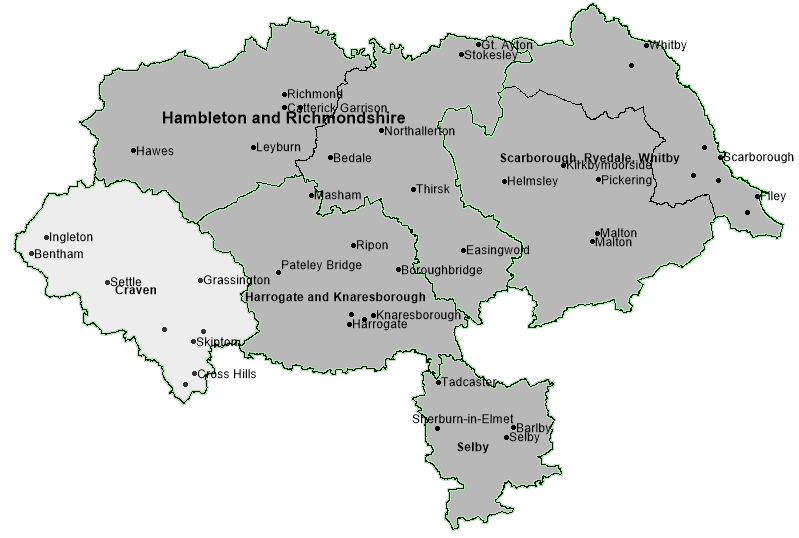 Gt. Ayton
Whitby
Stokesley
Richmond
Catterick Garrison
Hambleton and Richmondshire
Northallerton
Hawes
Leyburn
Bedale
Scarborough, Ryedale, Whitby
Scarborough
Kirkbymoorside
Helmsley
Pickering
Thirsk
Masham
Filey
Malton
Malton
Ingleton
Bentham
Ripon
Easingwold
Pateley Bridge
Boroughbridge
Settle
Grassington
Craven
Harrogate and Knaresborough
Knaresborough
Harrogate
Skipton
Cross Hills
Tadcaster
Sherburn-in-Elmet
Barlby
Selby
Selby